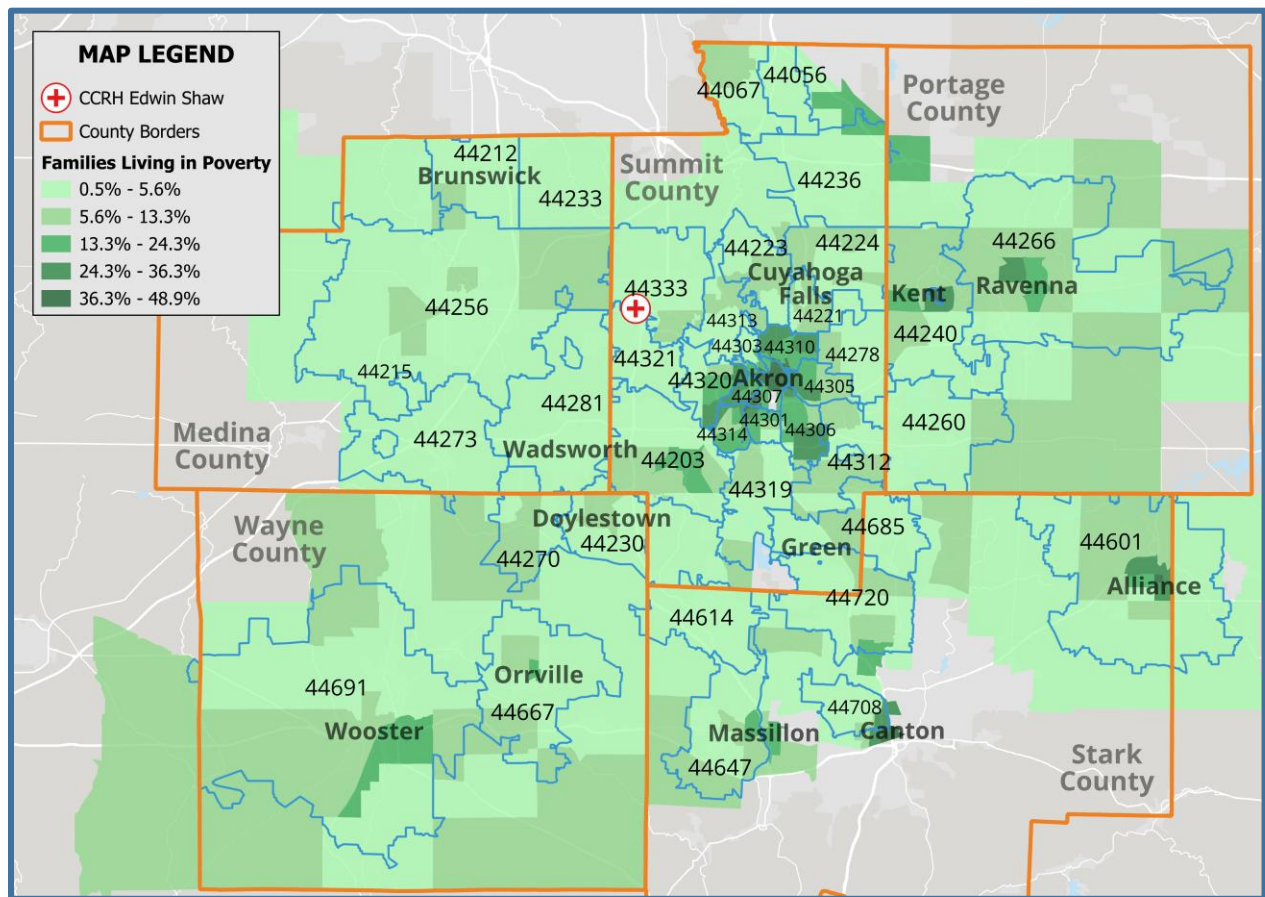 MAP LEGEND
CCRH Edwin Shaw
County Borders
Families Living in Poverty
0.5% - 5.6%
5.6% - 13.3%
13.3% - 24.3%
24.3% - 36.3%
36.3% - 48.9%
44067
44056
Portage
County
44212
Brunswick
44233
Summit
County
44236
44223
44224
44266
Cuyahoga
Falls
Kent
Ravenna
44333
44256
44313
44221
44303
44310
44240
44321
44278
44215
44320
Akron
44305
44307
44281
44301
44306
44314
44260
Medina
County
44273
Wadsworth
44203
44312
44319
Wayne
County
Doylestown
44230
44270
44685
Green
44601
Alliance
44720
44614
Orrville
44691
44667
Wooster
44708
Massillon
Canton
44647
Stark
County